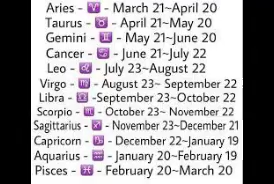 Aries - ♈ - March 21~April 20
Taurus - ♉ - April 21~May 20
Gemini - ♊ - May 21~June 20
Cancer - ♋ - June 21~July 22
Leo - ♌ - July 23~August 22
Virgo - ♍ - August 23~ September 22
Libra - ♎ -September 23~October 22
Scorpio - ♏ - October 23~ November 22
Sagittarius - ♐ - November 23~December 21
Capricorn - ♑ - December 22~January 19
Aquarius - ♒ - January 20~February 19
Pisces - ♓ - February 20~March 20